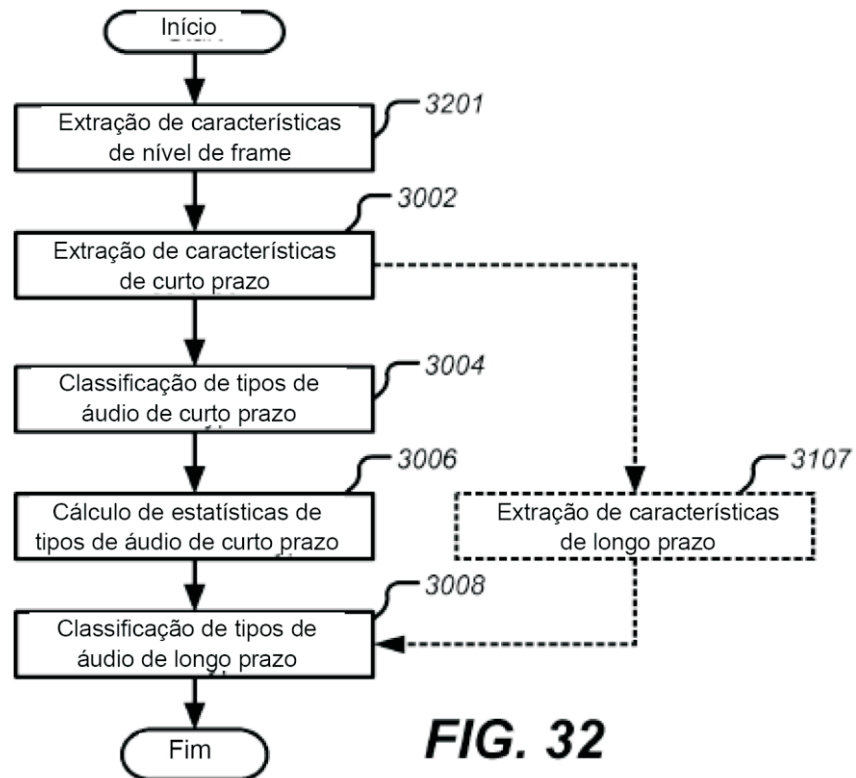 Início
Extração de características
de nível de frame
3201
Extração de características
de curto prazo
3002
Classificação de tipos de
áudio de curto prazo
3004
Cálculo de estatísticas de
tipos de áudio de curto prazo
3006
Extração de características
de longo prazo
3107
Classificação de tipos de
áudio de longo prazo
3008
Fim
FIG. 32